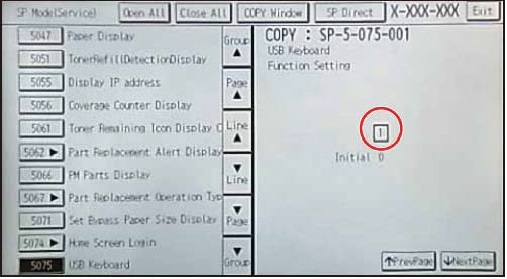 SP Mode(Service) Open All Close All COPY Window SP Direct X-XXX-XXX Exit
5047 Paper Display
5051 TonerRefillDetectionDisplay
5055 Display IP address
5056 Coverage Counter Display
5061 Toner Remaining Icon Display C
5062 ▶ Part Replacement Alert Display
5066 PM Parts Display
5067 ▶ Part Replacement Operation Typ
5071 Set Bypass Paper Size Display
5074 ▶ Home Screen Login
5075 USB Keyboard
Group
▲
Page
▲
Line
▲
▼
Line
▼
Page
▼
Group
COPY : SP-5-075-001
USB Keyboard
Function Setting
1
Initial 0
↑PrevPage ↓NextPage